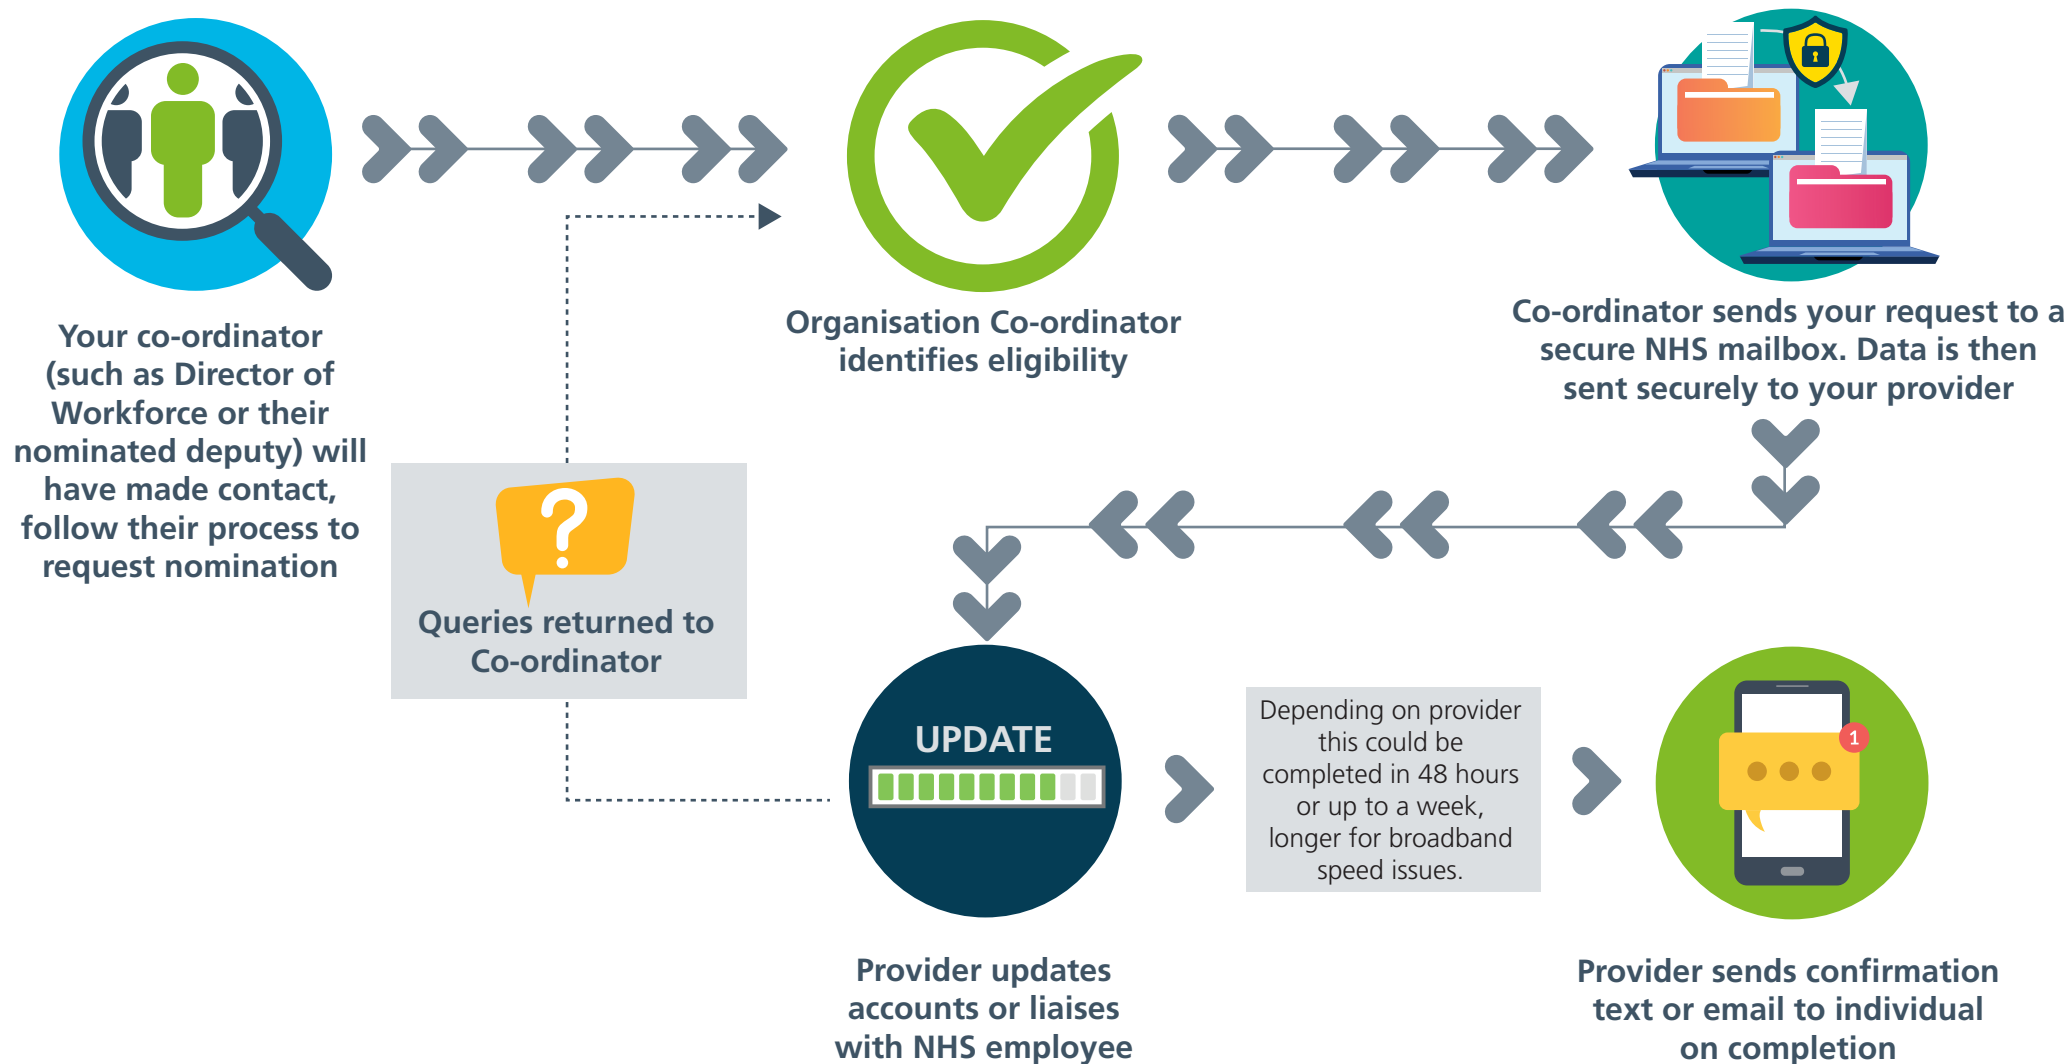 Your co-ordinator
(such as Director of
Workforce or their
nominated deputy) will
have made contact,
follow their process to
request nomination
Organisation Co-ordinator
identifies eligibility
Co-ordinator sends your request to a
secure NHS mailbox. Data is then
sent securely to your provider
?
Queries returned to
Co-ordinator
UPDATE
Provider updates
accounts or liaises
with NHS employee
Depending on provider
this could be
completed in 48 hours
or up to a week,
longer for broadband
speed issues.
1
Provider sends confirmation
text or email to individual
on completion